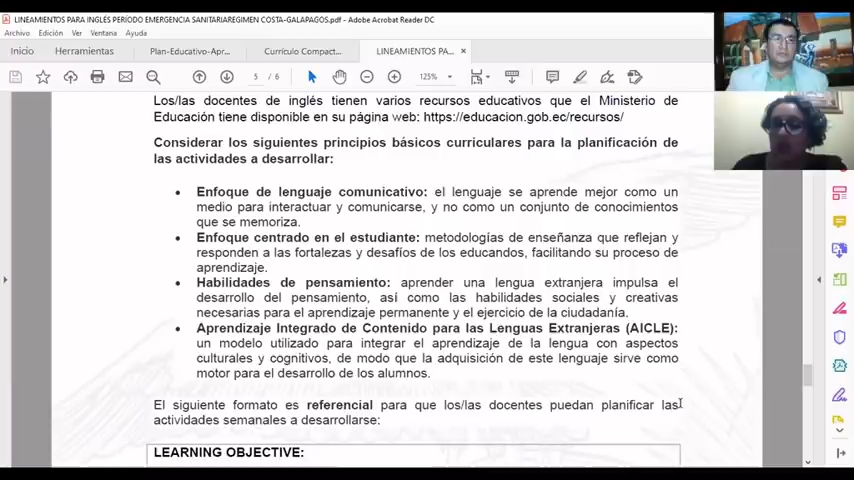 LINEAMIENTOS PARA INGLÉS PERÍODO EMERGENCIA SANITARIAREGIMEN COSTA-GALAPAGOS.pdf - Adobe Acrobat Reader DC
Archivo Edición Ver Ventana Ayuda
Inicio Herramientas Plan-Educativo-Apr... Currículo Compact... LINEAMIENTOS PA... ×
5 / 6 125%
Los/las docentes de inglés tienen varios recursos educativos que el Ministerio de
Educación tiene disponible en su página web: https://educacion.gob.ec/recursos/
Considerar los siguientes principios básicos curriculares para la planificación de
las actividades a desarrollar:
• Enfoque de lenguaje comunicativo: el lenguaje se aprende mejor como un
medio para interactuar y comunicarse, y no como un conjunto de conocimientos
que se memoriza.
• Enfoque centrado en el estudiante: metodologías de enseñanza que reflejan y
responden a las fortalezas y desafíos de los educandos, facilitando su proceso de
aprendizaje.
• Habilidades de pensamiento: aprender una lengua extranjera impulsa el
desarrollo del pensamiento, así como las habilidades sociales y creativas
necesarias para el aprendizaje permanente y el ejercicio de la ciudadanía.
• Aprendizaje Integrado de Contenido para las Lenguas Extranjeras (AICLE):
un modelo utilizado para integrar el aprendizaje de la lengua con aspectos
culturales y cognitivos, de modo que la adquisición de este lenguaje sirve como
motor para el desarrollo de los alumnos.
El siguiente formato es referencial para que los/las docentes puedan planificar las
actividades semanales a desarrollarse:
LEARNING OBJECTIVE: